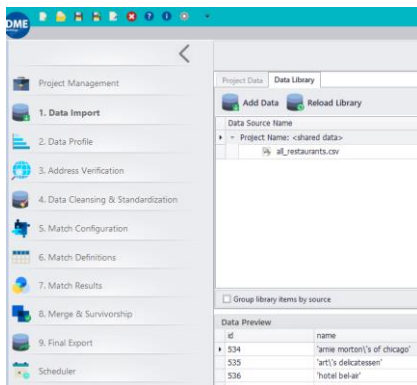 DME
Project Management
1. Data Import
2. Data Profile
3. Address Verification
4. Data Cleansing & Standardization
5. Match Configuration
6. Match Definitions
7. Match Results
8. Merge & Survivorship
9. Final Export
Scheduler
Project Data Data Library
Add Data Reload Library
Data Source Name
Project Name: <shared data>
all_restaurants.csv
Group library items by source
Data Preview
id name
534 'arnie morton\'s of chicago'
535 'art\'s delicatessen'
536 'hotel bel-air'